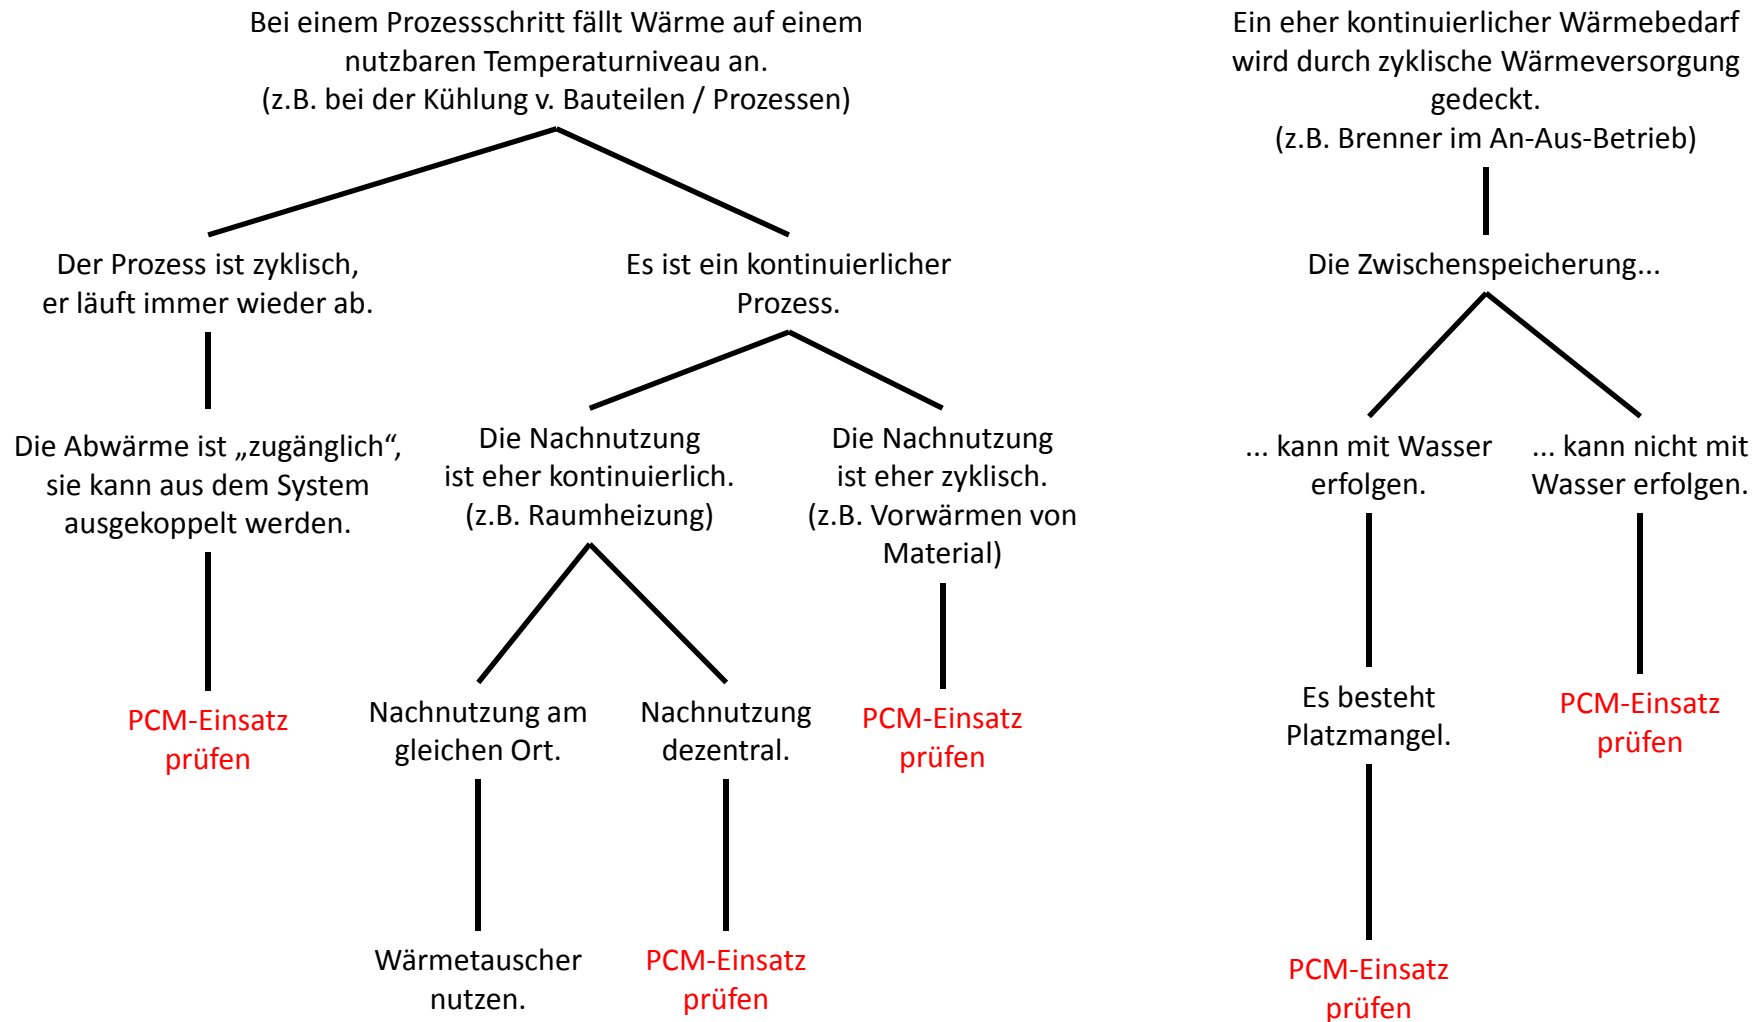 Bei einem Prozessschritt fällt Wärme auf einem
nutzbaren Temperaturniveau an.
(z.B. bei der Kühlung v. Bauteilen / Prozessen)
Ein eher kontinuierlicher Wärmebedarf
wird durch zyklische Wärmeversorgung
gedeckt.
(z.B. Brenner im An-Aus-Betrieb)
Der Prozess ist zyklisch,
er läuft immer wieder ab.
Es ist ein kontinuierlicher
Prozess.
Die Zwischenspeicherung...
Die Abwärme ist „zugänglich“,
sie kann aus dem System
ausgekoppelt werden.
Die Nachnutzung
ist eher kontinuierlich.
(z.B. Raumheizung)
Die Nachnutzung
ist eher zyklisch.
(z.B. Vorwärmen von
Material)
... kann mit Wasser
erfolgen.
... kann nicht mit
Wasser erfolgen.
PCM-Einsatz
prüfen
Nachnutzung am
gleichen Ort.
Nachnutzung
dezentral.
PCM-Einsatz
prüfen
Es besteht
Platzmangel.
PCM-Einsatz
prüfen
Wärmetauscher
nutzen.
PCM-Einsatz
prüfen
PCM-Einsatz
prüfen